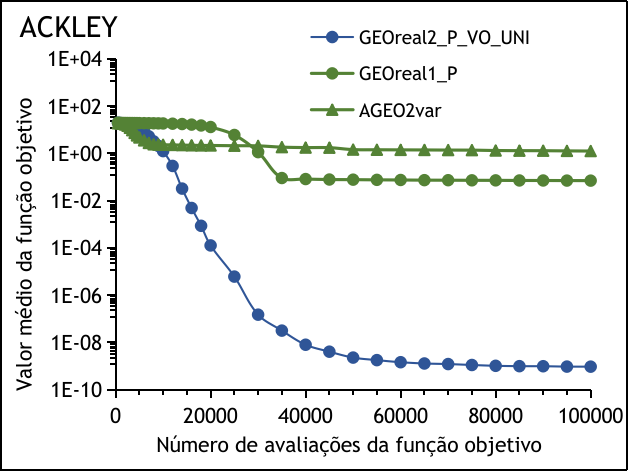 ACKLEY
GEOreal2_P_VO_UNI
GEOreal1_P
AGEO2var
Valor médio da função objetivo
1E+04
1E+02
1E+00
1E-02
1E-04
1E-06
1E-08
1E-10
0 20000 40000 60000 80000 100000
Número de avaliações da função objetivo